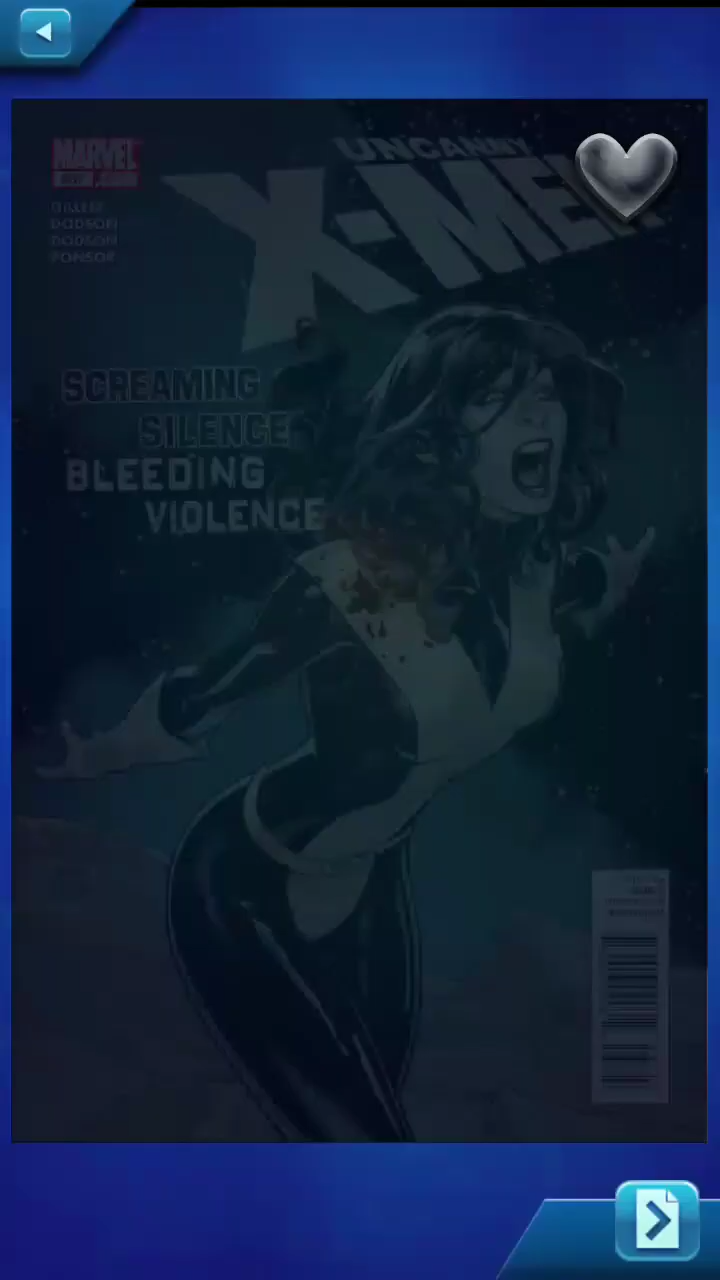 MARVEL
UNCANNY
X-MEN
GILLEN
DODSON
DODSON
PONSOR
SCREAMING
SILENCE
BLEEDING
VIOLENCE